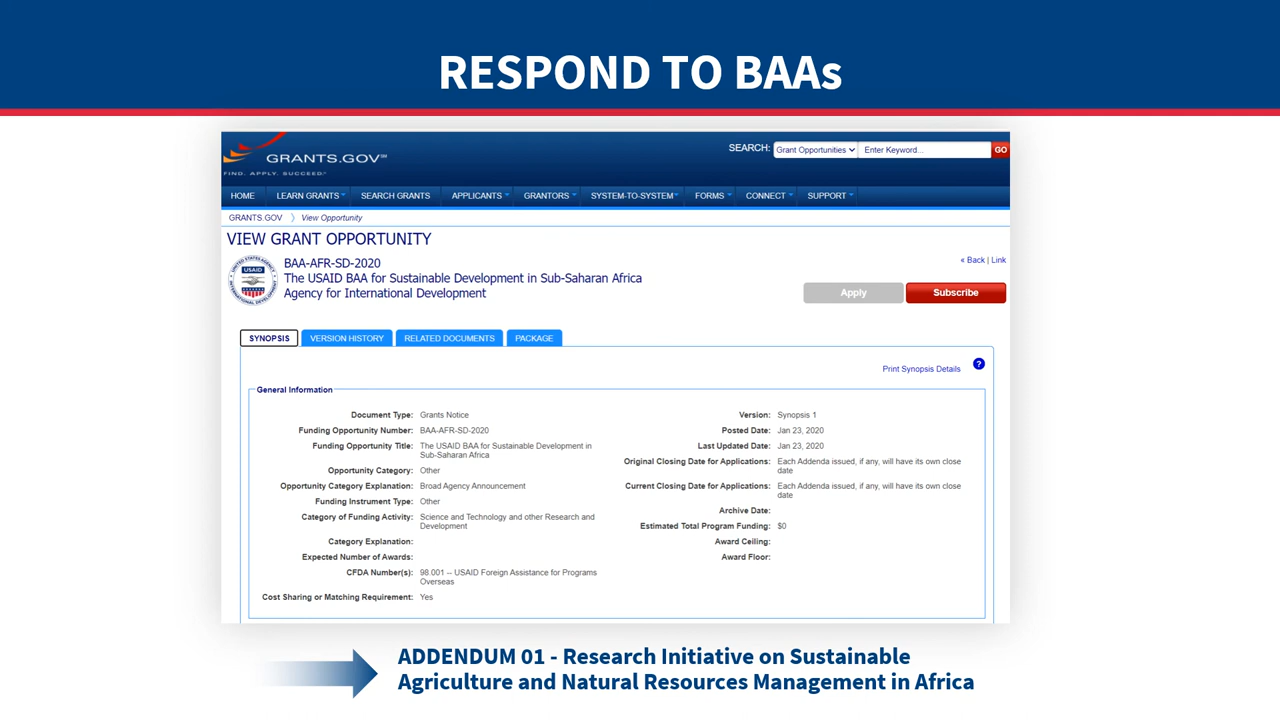 RESPOND TO BAAs
GRANTS.GOV℠
FIND. APPLY. SUCCEED.℠
SEARCH: Grant Opportunities Enter Keyword... GO
HOME LEARN GRANTS SEARCH GRANTS APPLICANTS GRANTORS SYSTEM-TO-SYSTEM FORMS CONNECT SUPPORT
GRANTS.GOV 》 View Opportunity
VIEW GRANT OPPORTUNITY
BAA-AFR-SD-2020
The USAID BAA for Sustainable Development in Sub-Saharan Africa
Agency for International Development
UNITED STATES AGENCY
USAID
INTERNATIONAL DEVELOPMENT
« Back | Link
Apply Subscribe
SYNOPSIS VERSION HISTORY RELATED DOCUMENTS PACKAGE
Print Synopsis Details ?
General Information
Document Type: Grants Notice
Funding Opportunity Number: BAA-AFR-SD-2020
Funding Opportunity Title: The USAID BAA for Sustainable Development in
Sub-Saharan Africa
Opportunity Category: Other
Opportunity Category Explanation: Broad Agency Announcement
Funding Instrument Type: Other
Category of Funding Activity: Science and Technology and other Research and
Development
Category Explanation:
Expected Number of Awards:
CFDA Number(s): 98.001 -- USAID Foreign Assistance for Programs
Overseas
Cost Sharing or Matching Requirement: Yes
Version: Synopsis 1
Posted Date: Jan 23, 2020
Last Updated Date: Jan 23, 2020
Original Closing Date for Applications: Each Addenda issued, if any, will have its own close
date
Current Closing Date for Applications: Each Addenda issued, if any, will have its own close
date
Archive Date:
Estimated Total Program Funding: $0
Award Ceiling:
Award Floor:
ADDENDUM 01 - Research Initiative on Sustainable
Agriculture and Natural Resources Management in Africa